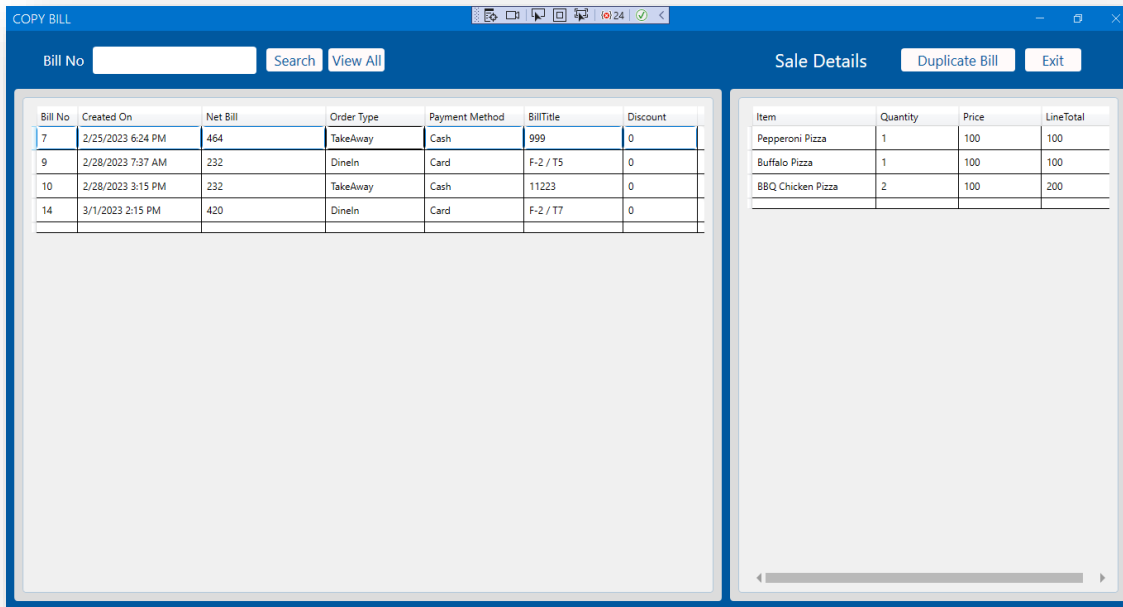 COPY BILL
24
Bill No Search View All Sale Details Duplicate Bill Exit
Bill No Created On Net Bill Order Type Payment Method BillTitle Discount
7 2/25/2023 6:24 PM 464 TakeAway Cash 999 0
9 2/28/2023 7:37 AM 232 DineIn Card F-2 / T5 0
10 2/28/2023 3:15 PM 232 TakeAway Cash 11223 0
14 3/1/2023 2:15 PM 420 DineIn Card F-2 / T7 0
Item Quantity Price LineTotal
Pepperoni Pizza 1 100 100
Buffalo Pizza 1 100 100
BBQ Chicken Pizza 2 100 200